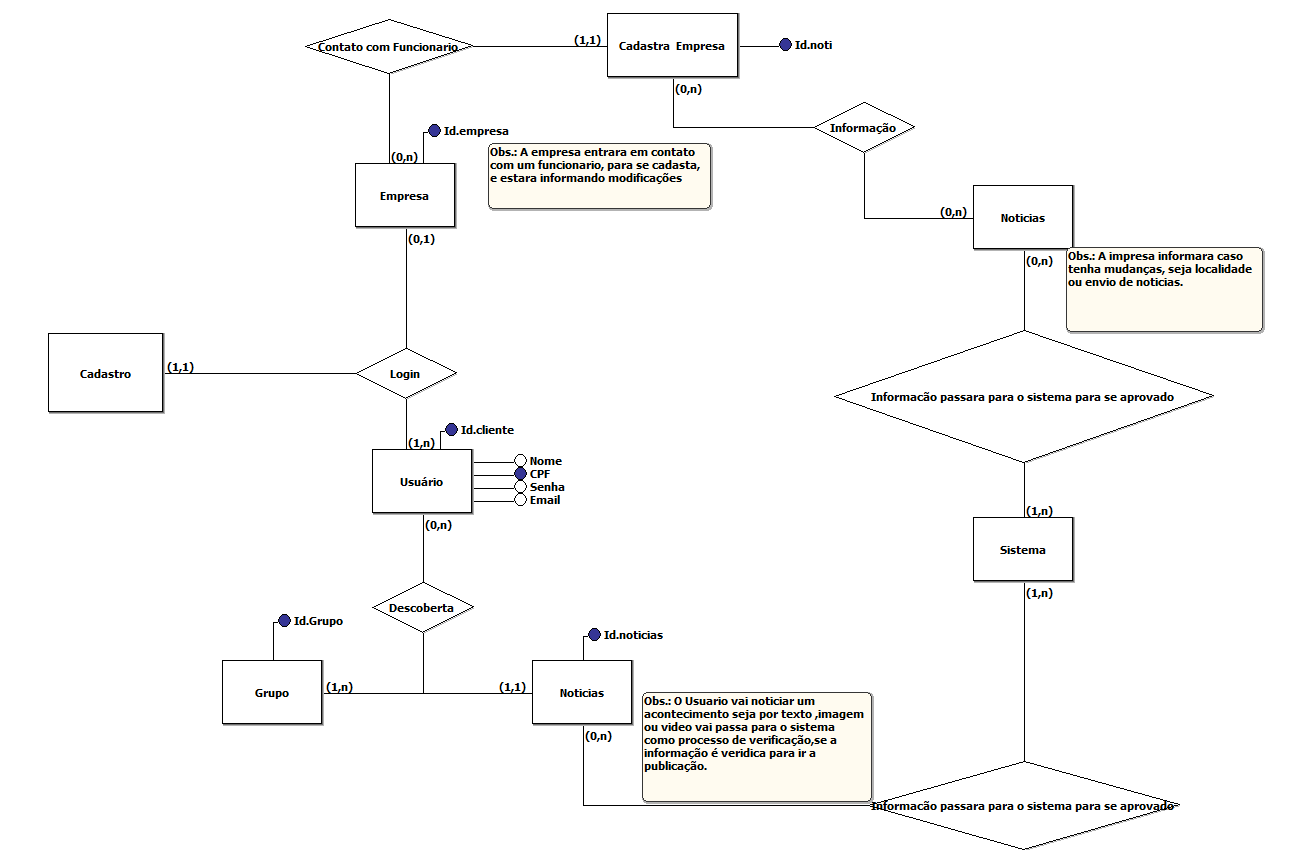 Contato com Funcionario
(1,1)
Cadastra Empresa
Id.noti
(0,n)
Informação
Id.empresa
(0,n)
Empresa
(0,1)
Obs.: A empresa entrara em contato
com um funcionario, para se cadasta,
e estara informando modificações
(0,n)
Noticias
(0,n)
Obs.: A impresa informara caso
tenha mudanças, seja localidade
ou envio de noticias.
Cadastro
(1,1)
Login
Informacão passara para o sistema para se aprovado
(1,n)
Id.cliente
Usuário
Nome
CPF
Senha
Email
(0,n)
(1,n)
Sistema
(1,n)
Descoberta
Id.Grupo
Grupo
(1,n)
Id.noticias
(1,1)
Noticias
(0,n)
Obs.: O Usuario vai noticiar um
acontecimento seja por texto ,imagem
ou video vai passa para o sistema
como processo de verificação,se a
informação é veridica para ir a
publicação.
Informacão passara para o sistema para se aprovado